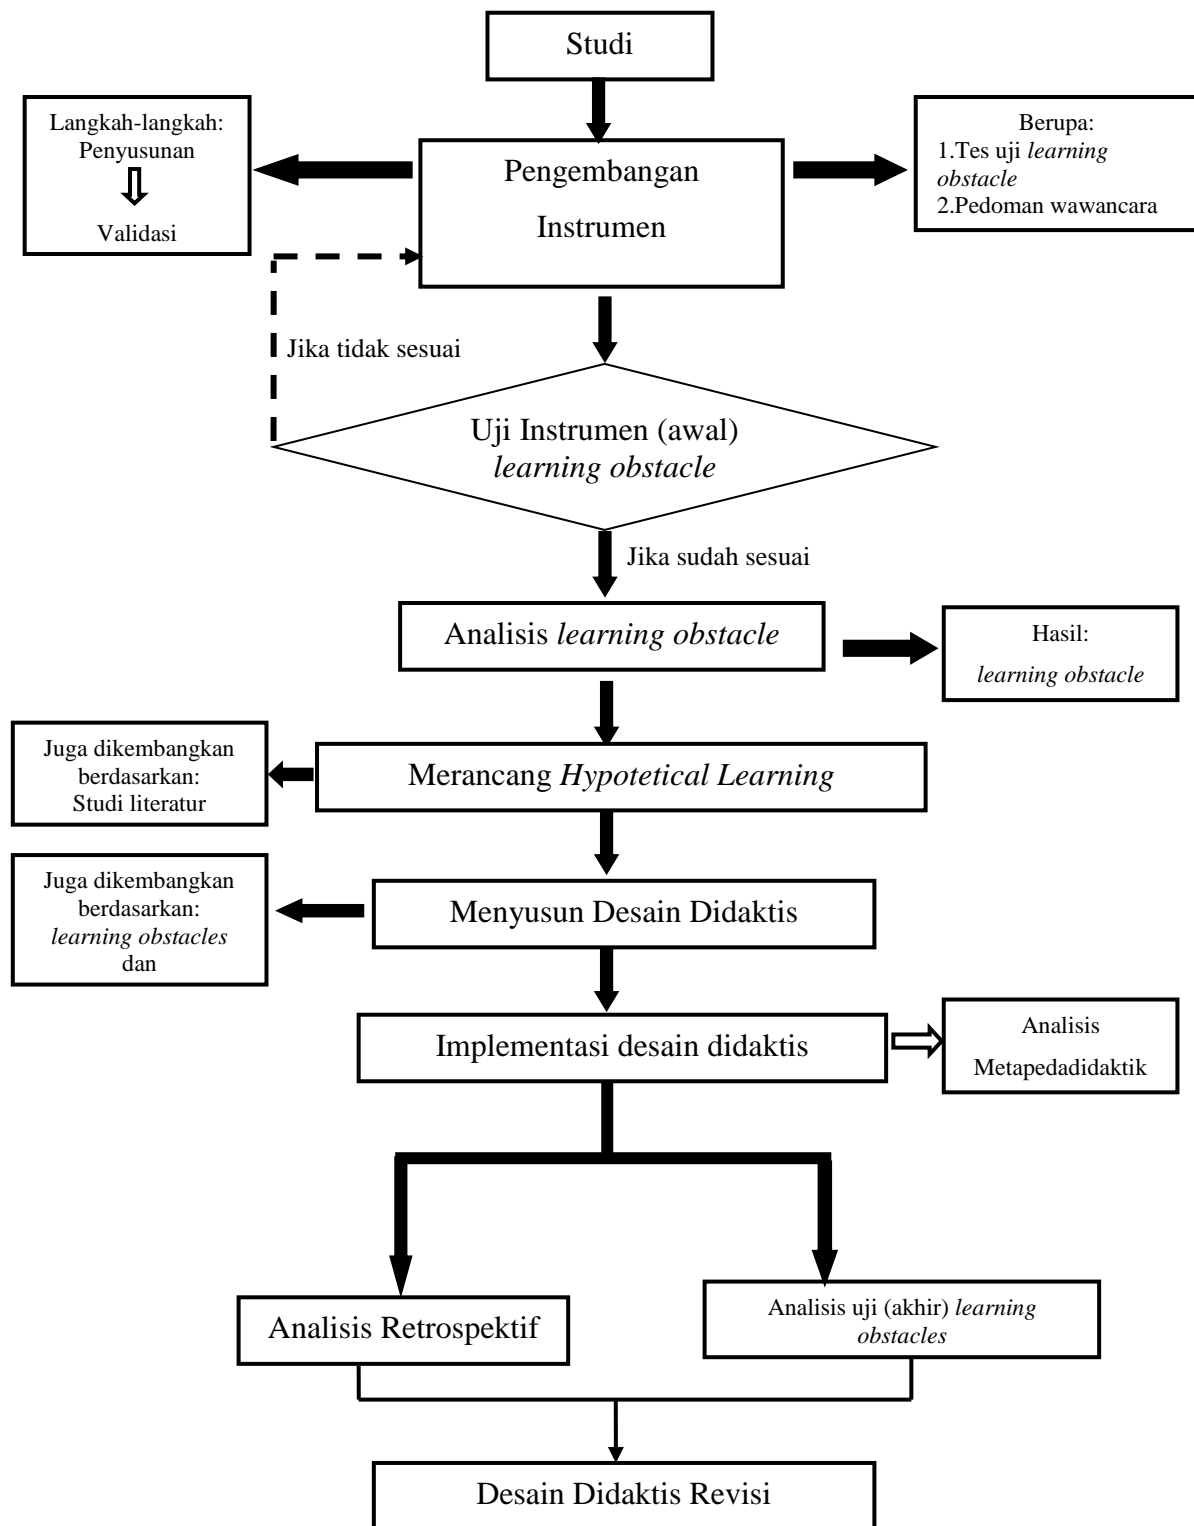 Studi
Langkah-langkah:
Penyusunan
Validasi
Pengembangan
Instrumen
Berupa:
1.Tes uji learning
obstacle
2.Pedoman wawancara
Jika tidak sesuai
Uji Instrumen (awal)
learning obstacle
Jika sudah sesuai
Analisis learning obstacle
Hasil:
learning obstacle
Juga dikembangkan
berdasarkan:
Studi literatur
Merancang Hypotetical Learning
Juga dikembangkan
berdasarkan:
learning obstacles
dan
Menyusun Desain Didaktis
Implementasi desain didaktis
Analisis
Metapedadidaktik
Analisis Retrospektif
Analisis uji (akhir) learning
obstacles
Desain Didaktis Revisi